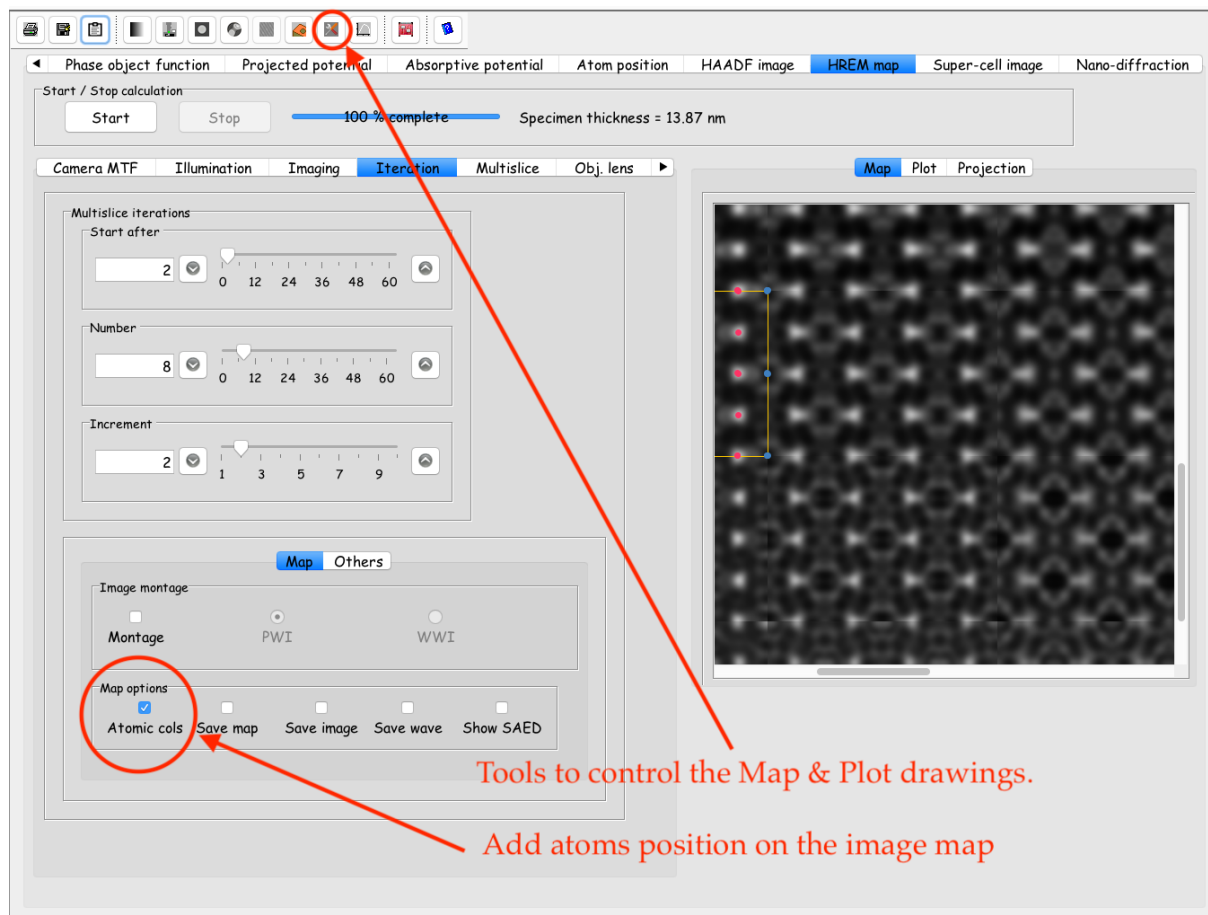 Phase object function Projected potential Absorptive potential Atom position HAADF image HREM map Super-cell image Nano-diffraction
Start / Stop calculation
Start Stop 100 % complete Specimen thickness = 13.87 nm
Camera MTF Illumination Imaging Iteration Multislice Obj. lens
Map Plot Projection
Multislice iterations
Start after
2
0 12 24 36 48 60
Number
8
0 12 24 36 48 60
Increment
2
1 3 5 7 9
Map Others
Image montage
Montage PWI WWI
Map options
Atomic cols Save map Save image Save wave Show SAED
Tools to control the Map & Plot drawings.
Add atoms position on the image map